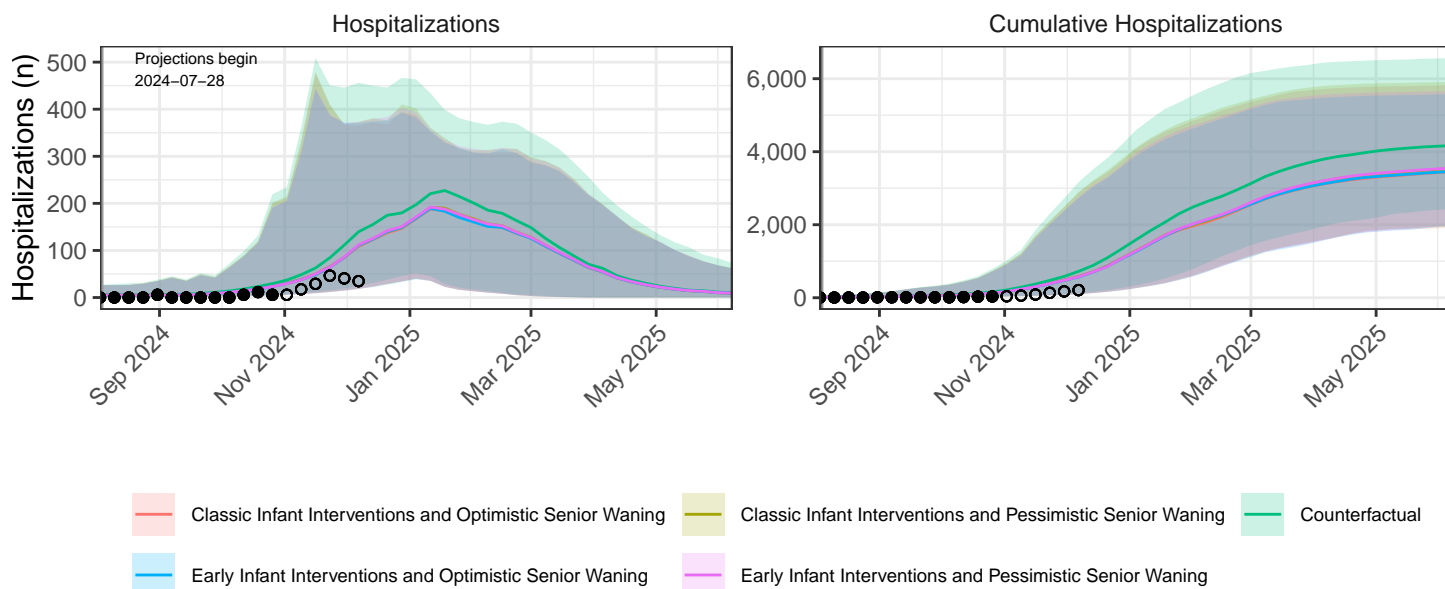 Hospitalizations
Cumulative Hospitalizations
Hospitalizations (n)
Projections begin
2024−07−28
500
400
300
200
100
0
6,000
4,000
2,000
0
Sep 2024
Nov 2024
Jan 2025
Mar 2025
May 2025
Sep 2024
Nov 2024
Jan 2025
Mar 2025
May 2025
Classic Infant Interventions and Optimistic Senior Waning
Classic Infant Interventions and Pessimistic Senior Waning
Counterfactual
Early Infant Interventions and Optimistic Senior Waning
Early Infant Interventions and Pessimistic Senior Waning